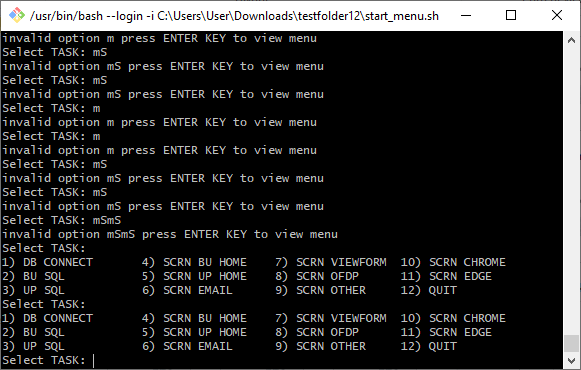 /usr/bin/bash --login -i C:\Users\User\Downloads\testfolder12\start_menu.sh
invalid option m press ENTER KEY to view menu
Select TASK: mS
invalid option mS press ENTER KEY to view menu
Select TASK: mS
invalid option mS press ENTER KEY to view menu
Select TASK: m
invalid option m press ENTER KEY to view menu
Select TASK: m
invalid option m press ENTER KEY to view menu
Select TASK: mS
invalid option mS press ENTER KEY to view menu
Select TASK: mS
invalid option mS press ENTER KEY to view menu
Select TASK: mSmS
invalid option mSmS press ENTER KEY to view menu
Select TASK:
1) DB CONNECT 4) SCRN BU HOME 7) SCRN VIEWFORM 10) SCRN CHROME
2) BU SQL 5) SCRN UP HOME 8) SCRN OFDP 11) SCRN EDGE
3) UP SQL 6) SCRN EMAIL 9) SCRN OTHER 12) QUIT
Select TASK:
1) DB CONNECT 4) SCRN BU HOME 7) SCRN VIEWFORM 10) SCRN CHROME
2) BU SQL 5) SCRN UP HOME 8) SCRN OFDP 11) SCRN EDGE
3) UP SQL 6) SCRN EMAIL 9) SCRN OTHER 12) QUIT
Select TASK: